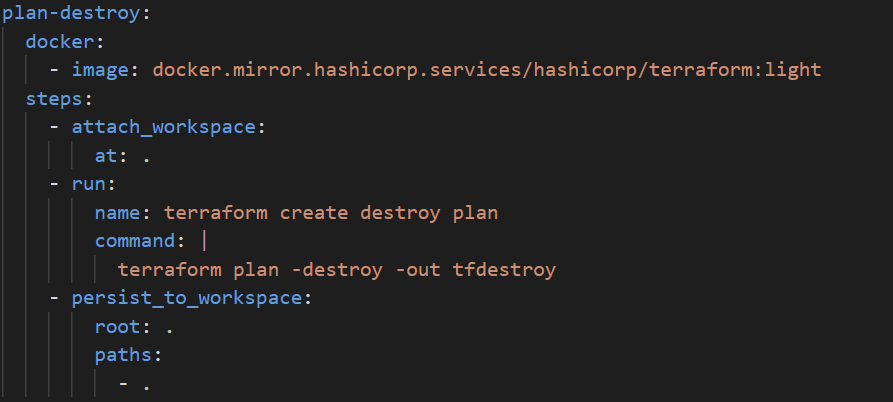 plan-destroy:
  docker:
    - image: docker.mirror.hashicorp.services/hashicorp/terraform:light
  steps:
    - attach_workspace:
        at: .
    - run:
        name: terraform create destroy plan
        command: |
          terraform plan -destroy -out tfdestroy
    - persist_to_workspace:
        root: .
        paths:
          - .